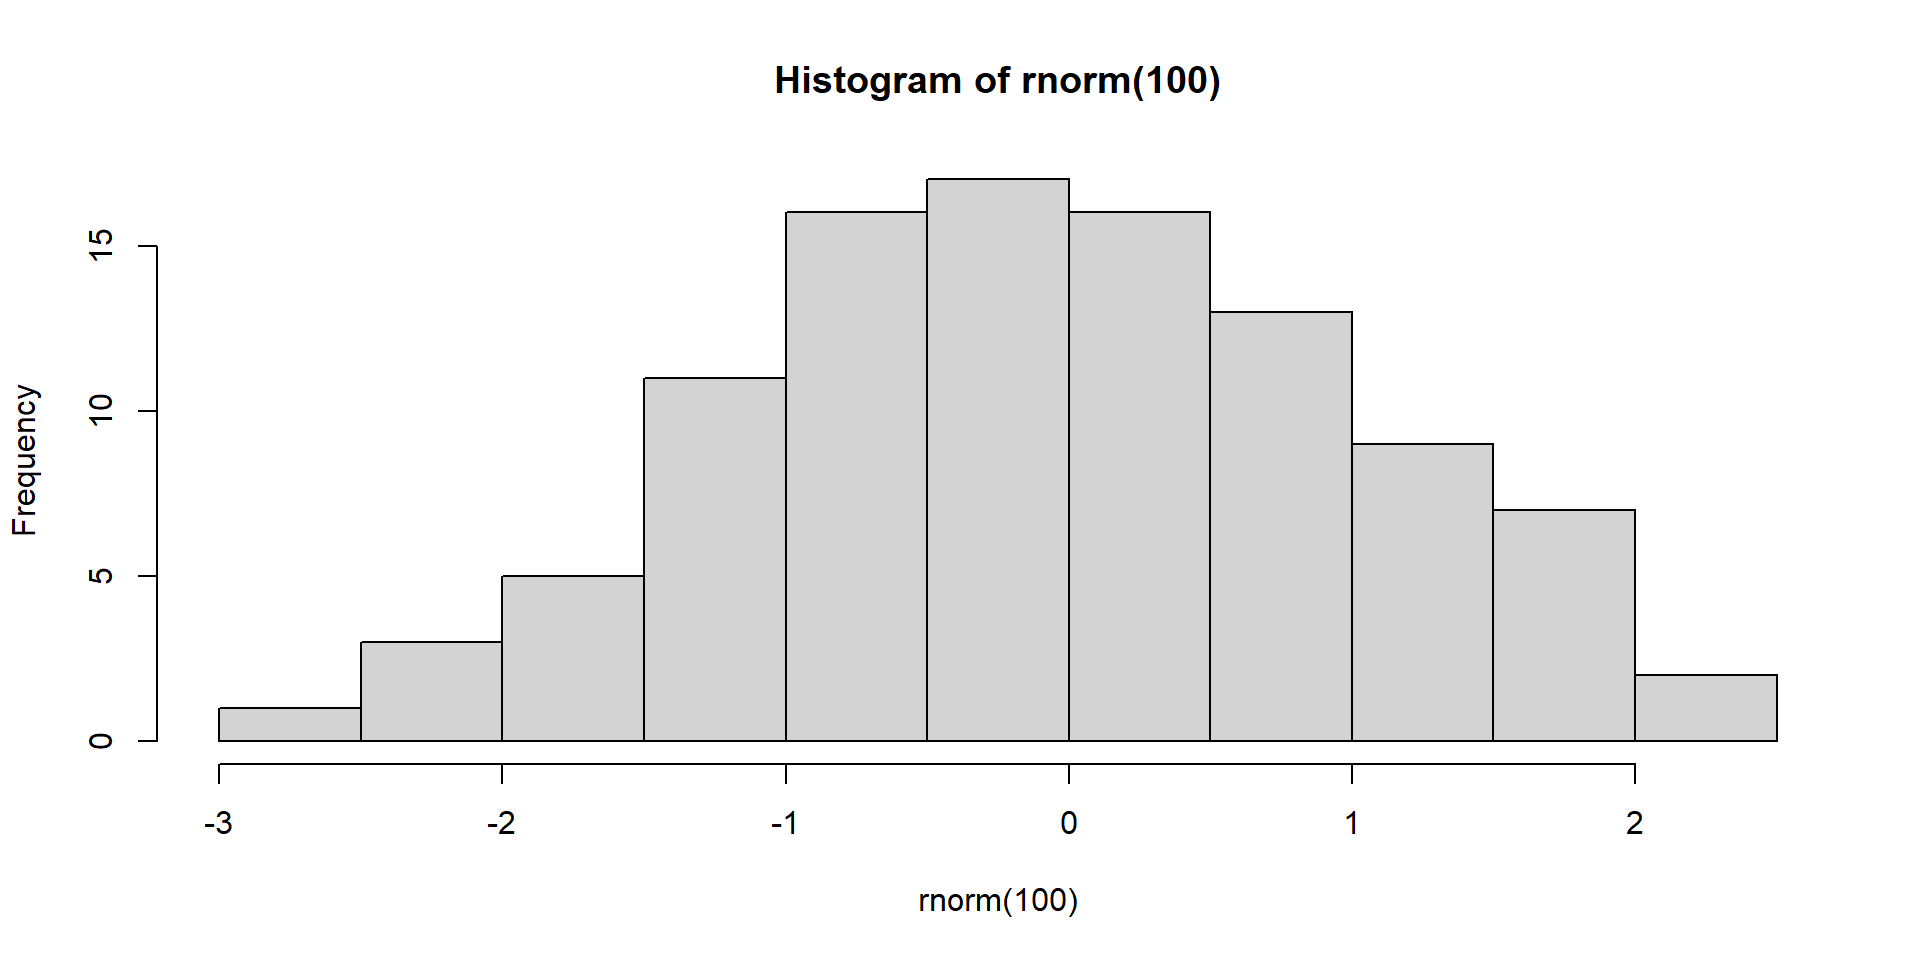 Histogram of rnorm(100)
Frequency
15
10
5
0
-3 -2 -1 0 1 2
rnorm(100)